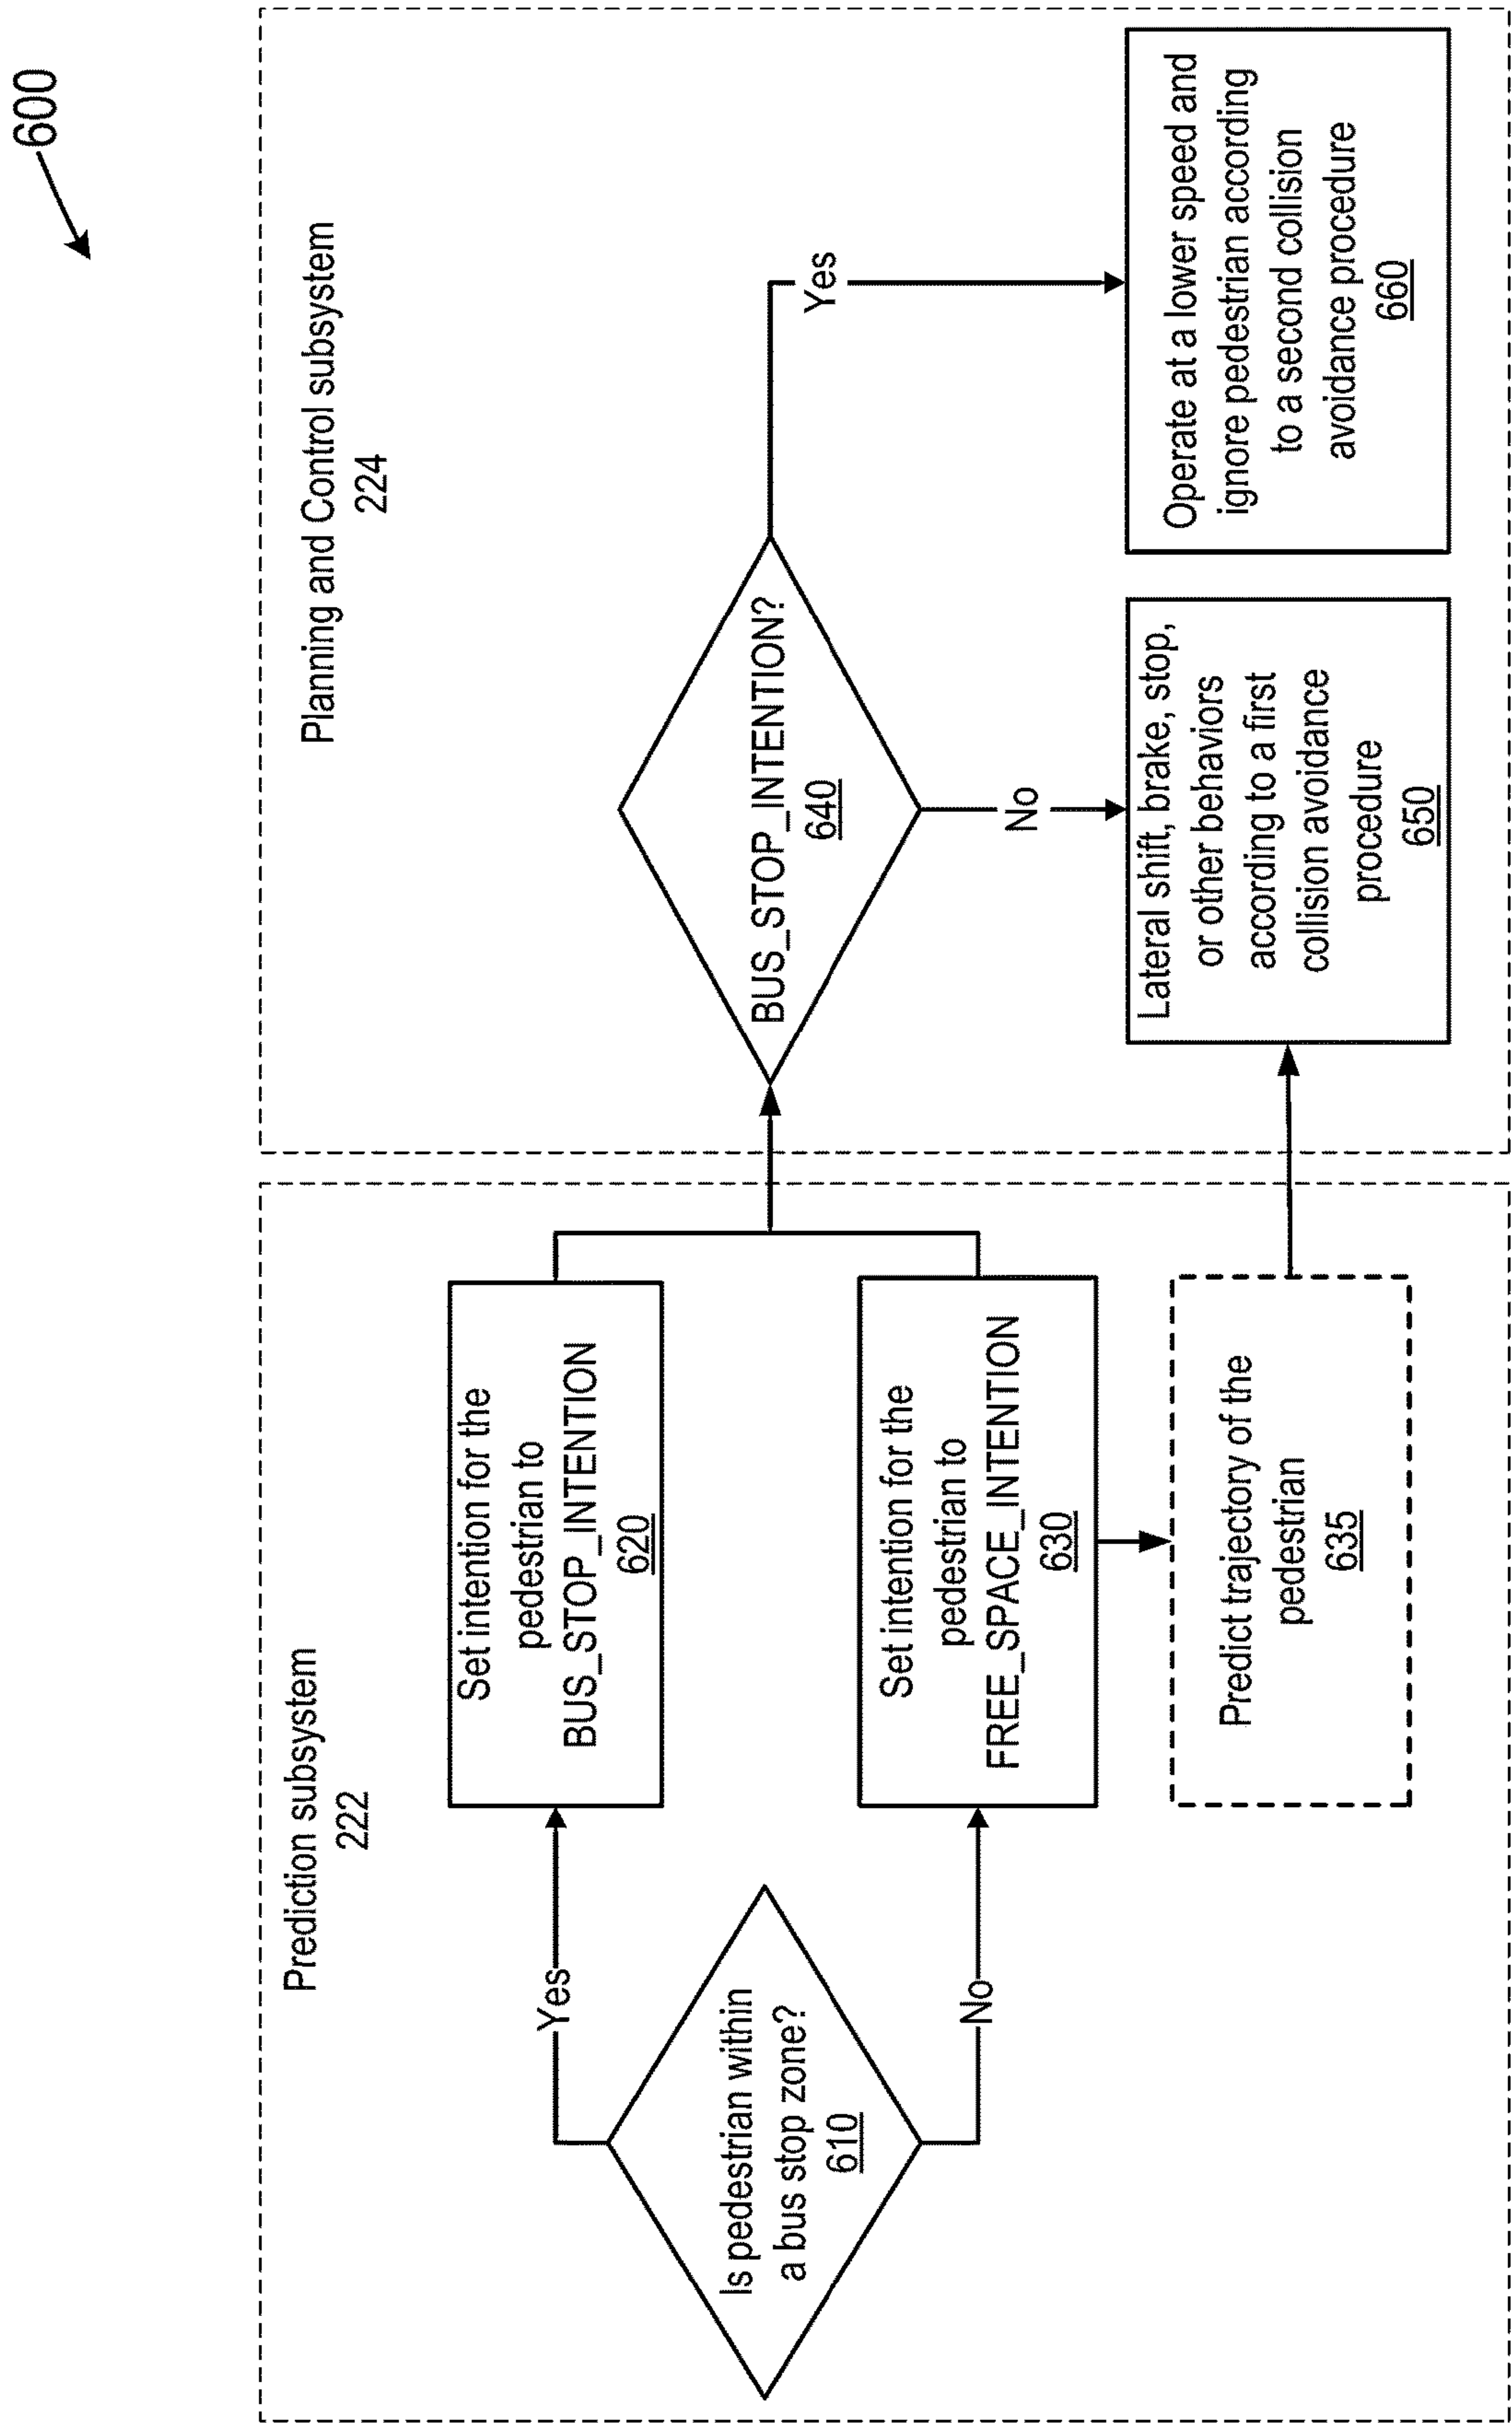 600
Prediction subsystem
222
Is pedestrian within
a bus stop zone?
610
Yes
No
Set intention for the
pedestrian to
BUS_STOP_INTENTION
620
Set intention for the
pedestrian to
FREE_SPACE_INTENTION
630
Predict trajectory of the
pedestrian
635
Planning and Control subsystem
224
BUS_STOP_INTENTION?
640
No
Yes
Lateral shift, brake, stop,
or other behaviors
according to a first
collision avoidance
procedure
650
Operate at a lower speed and
ignore pedestrian according
to a second collision
avoidance procedure
660